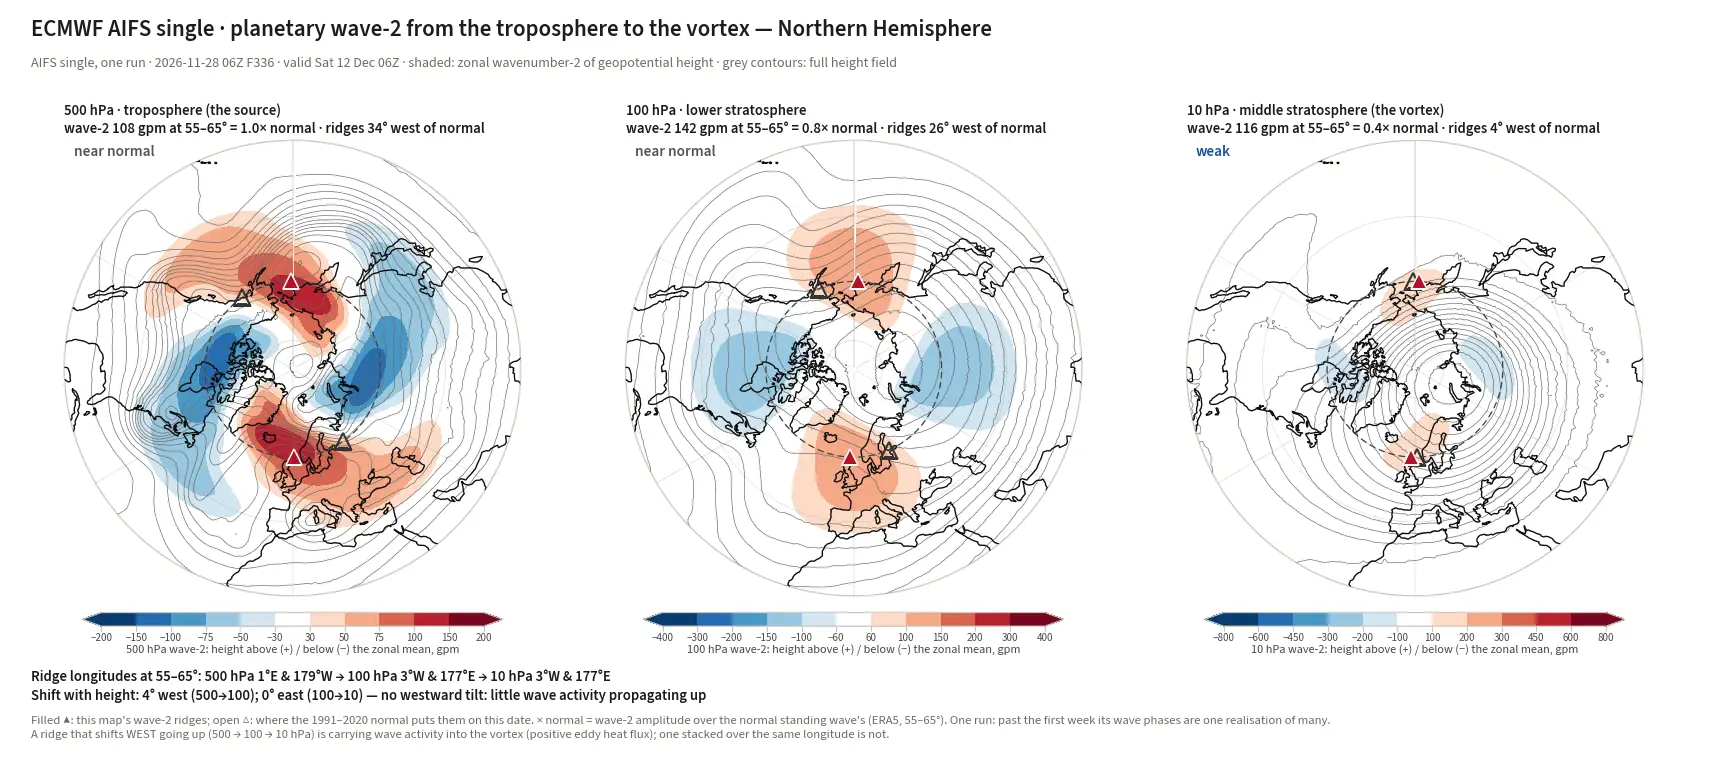 ECMWF AIFS single · planetary wave-2 from the troposphere to the vortex — Northern Hemisphere
AIFS single, one run · 2026-11-28 06Z F336 · valid Sat 12 Dec 06Z · shaded: zonal wavenumber-2 of geopotential height · grey contours: full height field
500 hPa · troposphere (the source)
wave-2 108 gpm at 55–65° = 1.0× normal · ridges 34° west of normal
near normal
100 hPa · lower stratosphere
wave-2 142 gpm at 55–65° = 0.8× normal · ridges 26° west of normal
near normal
10 hPa · middle stratosphere (the vortex)
wave-2 116 gpm at 55–65° = 0.4× normal · ridges 4° west of normal
weak
−200 −150 −100 −75 −50 −30 30 50 75 100 150 200
500 hPa wave-2: height above (+) / below (−) the zonal mean, gpm
−400 −300 −200 −150 −100 −60 60 100 150 200 300 400
100 hPa wave-2: height above (+) / below (−) the zonal mean, gpm
−800 −600 −450 −300 −200 −100 100 200 300 450 600 800
10 hPa wave-2: height above (+) / below (−) the zonal mean, gpm
Ridge longitudes at 55–65°: 500 hPa 1°E & 179°W → 100 hPa 3°W & 177°E → 10 hPa 3°W & 177°E
Shift with height: 4° west (500→100); 0° east (100→10) — no westward tilt: little wave activity propagating up
Filled ▲: this map's wave-2 ridges; open △: where the 1991–2020 normal puts them on this date. × normal = wave-2 amplitude over the normal standing wave's (ERA5, 55–65°). One run: past the first week its wave phases are one realisation of many.
A ridge that shifts WEST going up (500 → 100 → 10 hPa) is carrying wave activity into the vortex (positive eddy heat flux); one stacked over the same longitude is not.